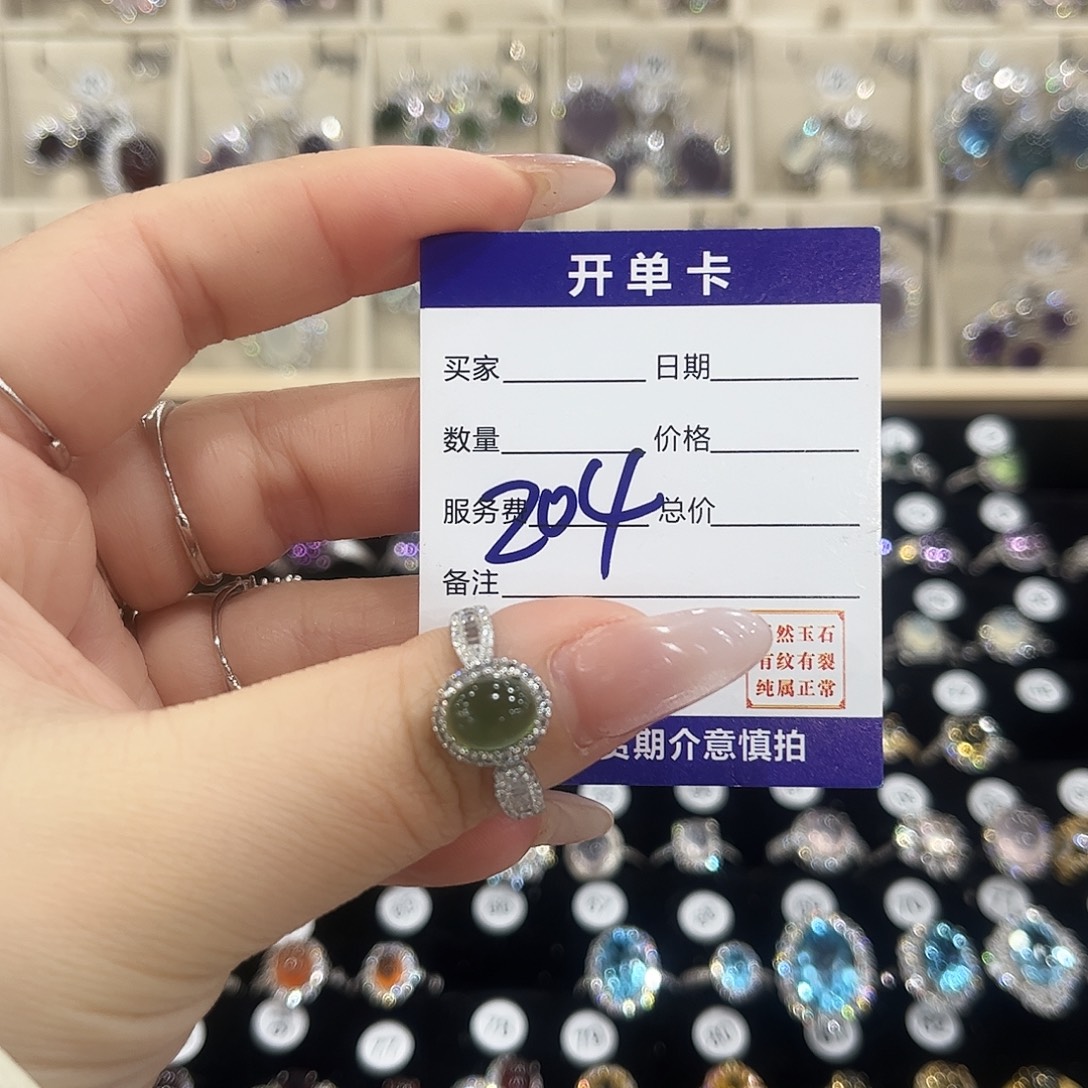 开单卡
买家 日期
数量 价格
服务费 总价
204
备注
然玉石
有纹有裂
纯属正常
货期介意慎拍